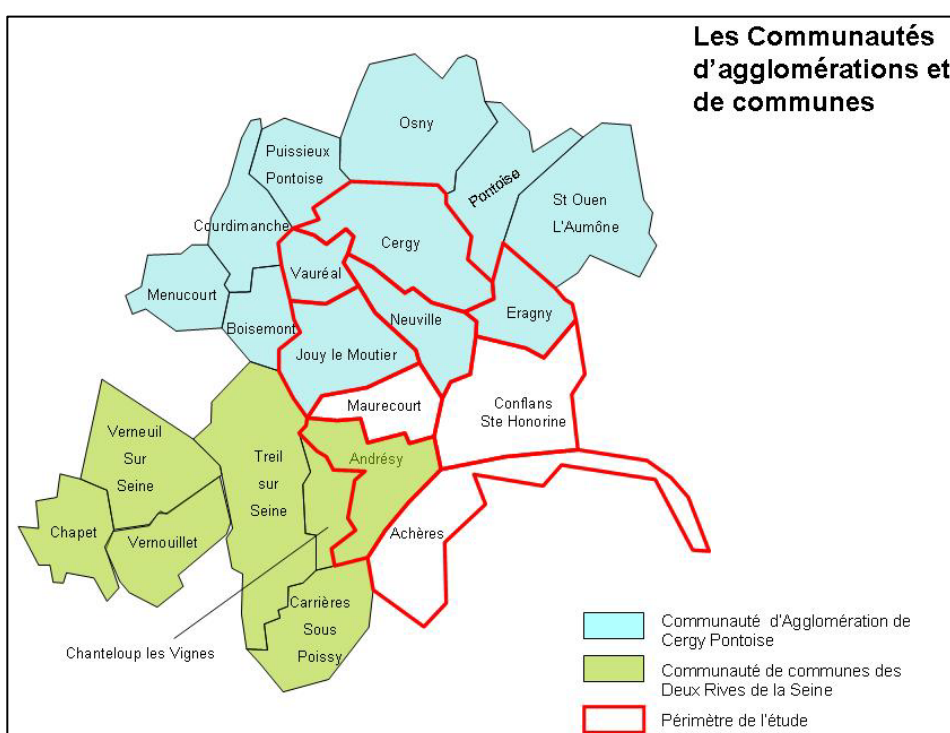 Les Communautés
d'agglomérations et
de communes
Osny
Puissieux
Pontoise
Pontoise
St Ouen
L'Aumône
Courdimanche
Cergy
Vauréal
Menucourt
Neuville
Eragny
Boisemont
Jouy le Moutier
Maurecourt
Conflans
Ste Honorine
Verneuil
Sur
Seine
Treil
sur
Seine
Andrésy
Chapet
Vernouillet
Achères
Carrières
Sous
Poissy
Chanteloup les Vignes
Communauté d'Agglomération de
Cergy Pontoise
Communauté de communes des
Deux Rives de la Seine
Périmètre de l'étude